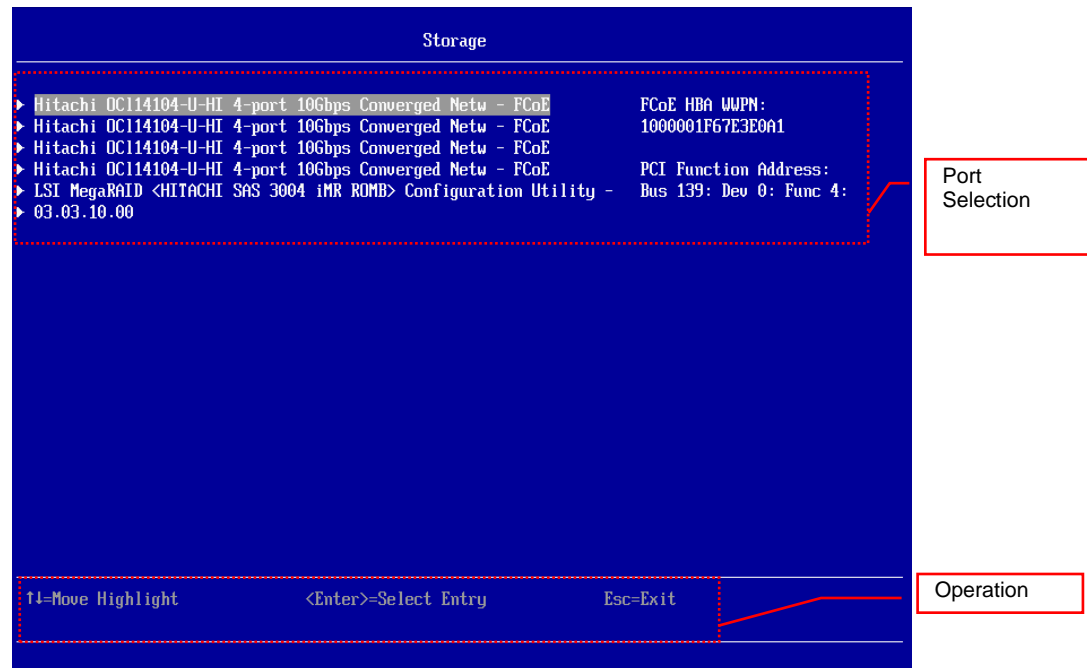 Storage
▶ Hitachi OCl14104-U-HI 4-port 10Gbps Converged Netw - FCoE
▶ Hitachi OCl14104-U-HI 4-port 10Gbps Converged Netw - FCoE
▶ Hitachi OCl14104-U-HI 4-port 10Gbps Converged Netw - FCoE
▶ Hitachi OCl14104-U-HI 4-port 10Gbps Converged Netw - FCoE
▶ LSI MegaRAID <HITACHI SAS 3004 iMR ROMB> Configuration Utility -
▶ 03.03.10.00
FCoE HBA WWPN:
1000001F67E3E0A1
PCI Function Address:
Bus 139: Dev 0: Func 4:
Port
Selection
↑↓=Move Highlight <Enter>=Select Entry Esc=Exit
Operation